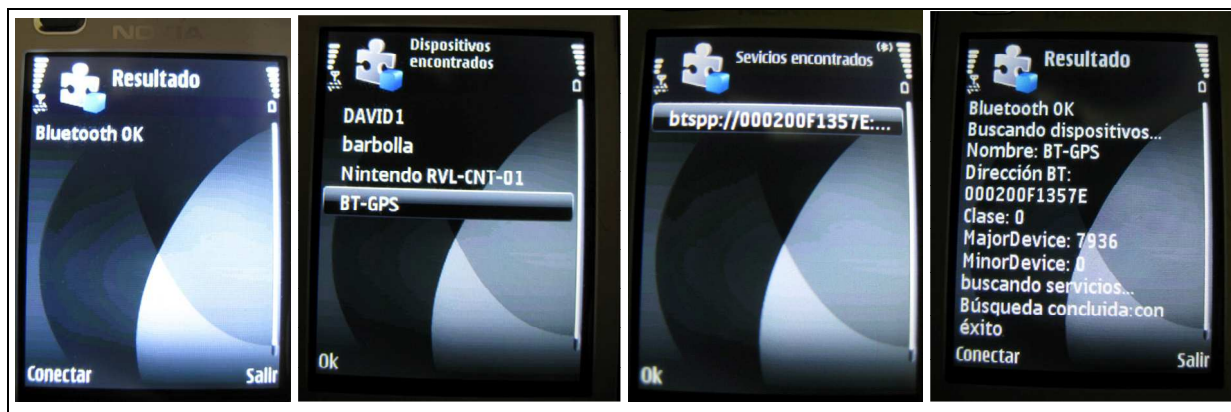 NOKIA
Resultado
Bluetooth OK
Conectar
Salir
Dispositivos
encontrados
DAVID1
barbolla
Nintendo RVL-CNT-01
BT-GPS
Ok
Sevicios encontrados
btspp://000200F1357E:...
Ok
Resultado
Bluetooth OK
Buscando dispositivos...
Nombre: BT-GPS
Dirección BT:
000200F1357E
Clase: 0
MajorDevice: 7936
MinorDevice: 0
buscando servicios...
Búsqueda concluida:con
éxito
Conectar
Salir